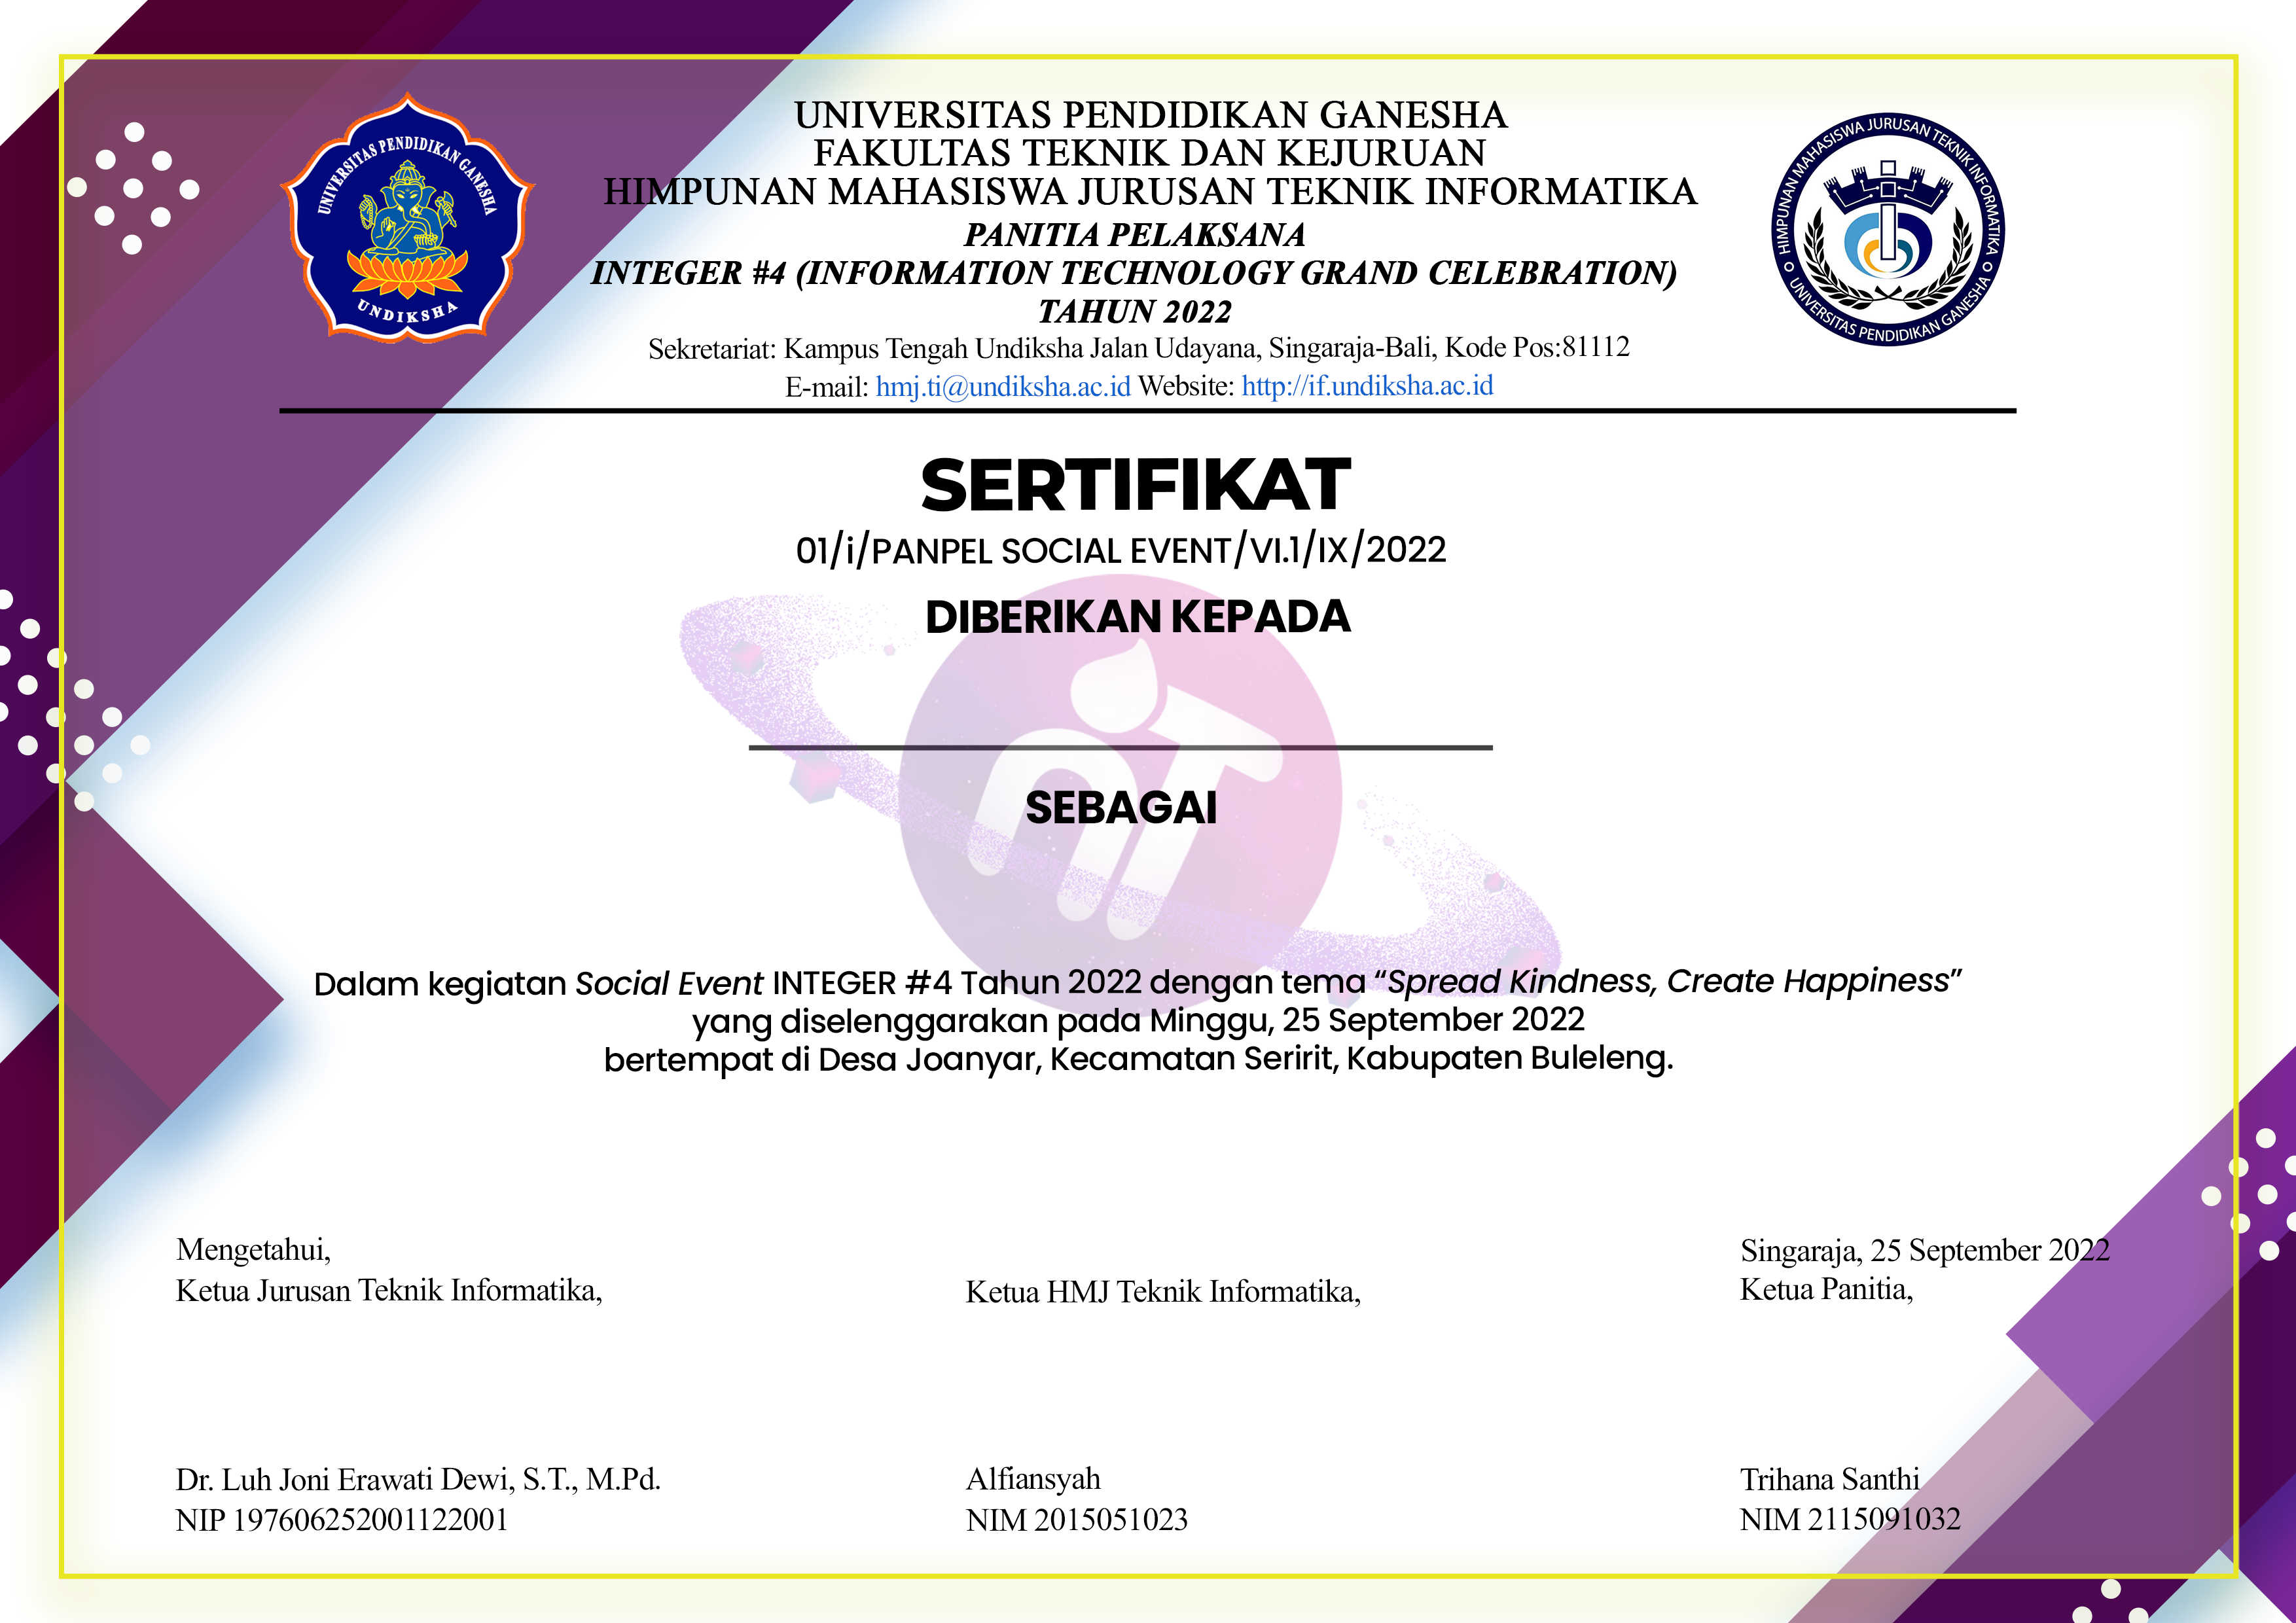 UNIVERSITAS PENDIDIKAN GANESHA
FAKULTAS TEKNIK DAN KEJURUAN
HIMPUNAN MAHASISWA JURUSAN TEKNIK INFORMATIKA
PANITIA PELAKSANA
INTEGER #4 (INFORMATION TECHNOLOGY GRAND CELEBRATION)
TAHUN 2022
Sekretariat: Kampus Tengah Undiksha Jalan Udayana, Singaraja-Bali, Kode Pos:81112
E-mail: hmj.ti@undiksha.ac.id Website: http://if.undiksha.ac.id
UNIVERSITAS PENDIDIKAN GANESHA
UNDIKSHA
HIMPUNAN MAHASISWA JURUSAN TEKNIK INFORMATIKA
UNIVERSITAS PENDIDIKAN GANESHA
SERTIFIKAT
01/i/PANPEL SOCIAL EVENT/VI.1/IX/2022
DIBERIKAN KEPADA
SEBAGAI
Dalam kegiatan Social Event INTEGER #4 Tahun 2022 dengan tema “Spread Kindness, Create Happiness”
yang diselenggarakan pada Minggu, 25 September 2022
bertempat di Desa Joanyar, Kecamatan Seririt, Kabupaten Buleleng.
Mengetahui,
Ketua Jurusan Teknik Informatika,
Dr. Luh Joni Erawati Dewi, S.T., M.Pd.
NIP 197606252001122001
Ketua HMJ Teknik Informatika,
Alfiansyah
NIM 2015051023
Singaraja, 25 September 2022
Ketua Panitia,
Trihana Santhi
NIM 2115091032